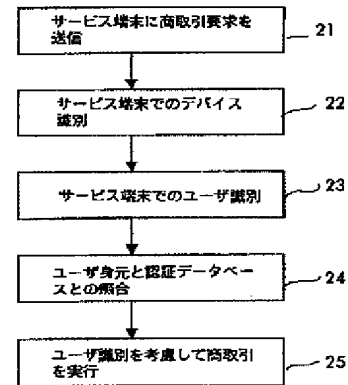 サービス端末に商取引要求を
送信
21
サービス端末でのデバイス
識別
22
サービス端末でのユーザ識別
23
ユーザ身元と認証データベー
スとの照合
24
ユーザ識別を考慮して商取引
を実行
25